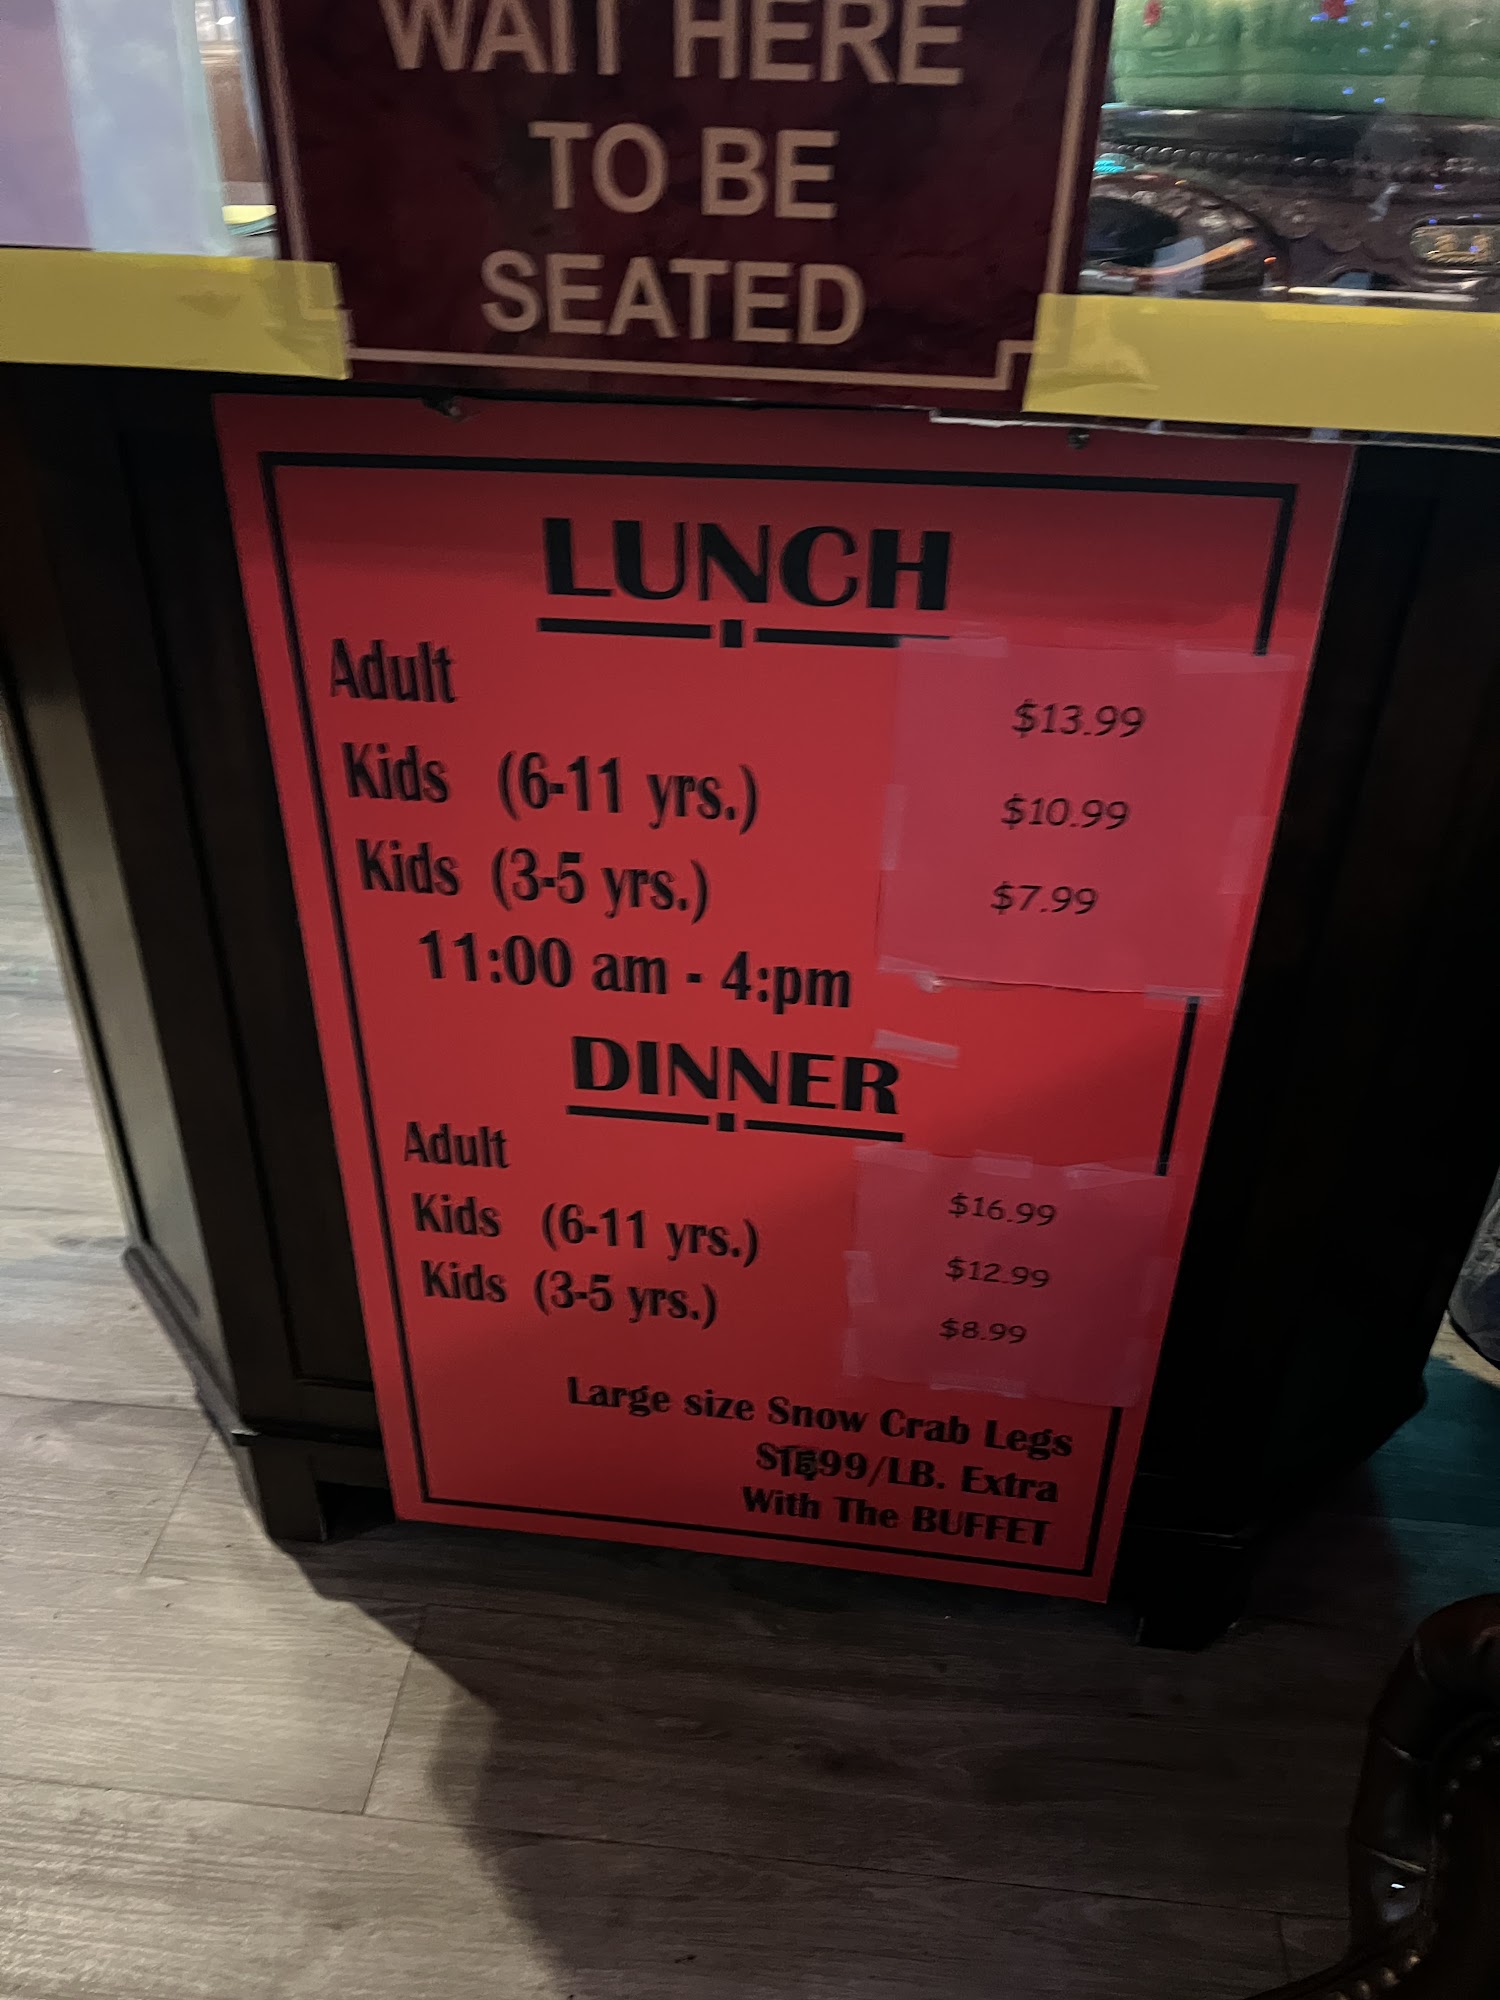 WAIT HERE
TO BE
SEATED
LUNCH
Adult $13.99
Kids (6-11 yrs.) $10.99
Kids (3-5 yrs.) $7.99
11:00 am - 4:pm
DINNER
Adult $16.99
Kids (6-11 yrs.) $12.99
Kids (3-5 yrs.) $8.99
Large size Snow Crab Legs
Extra
With The BUFFET